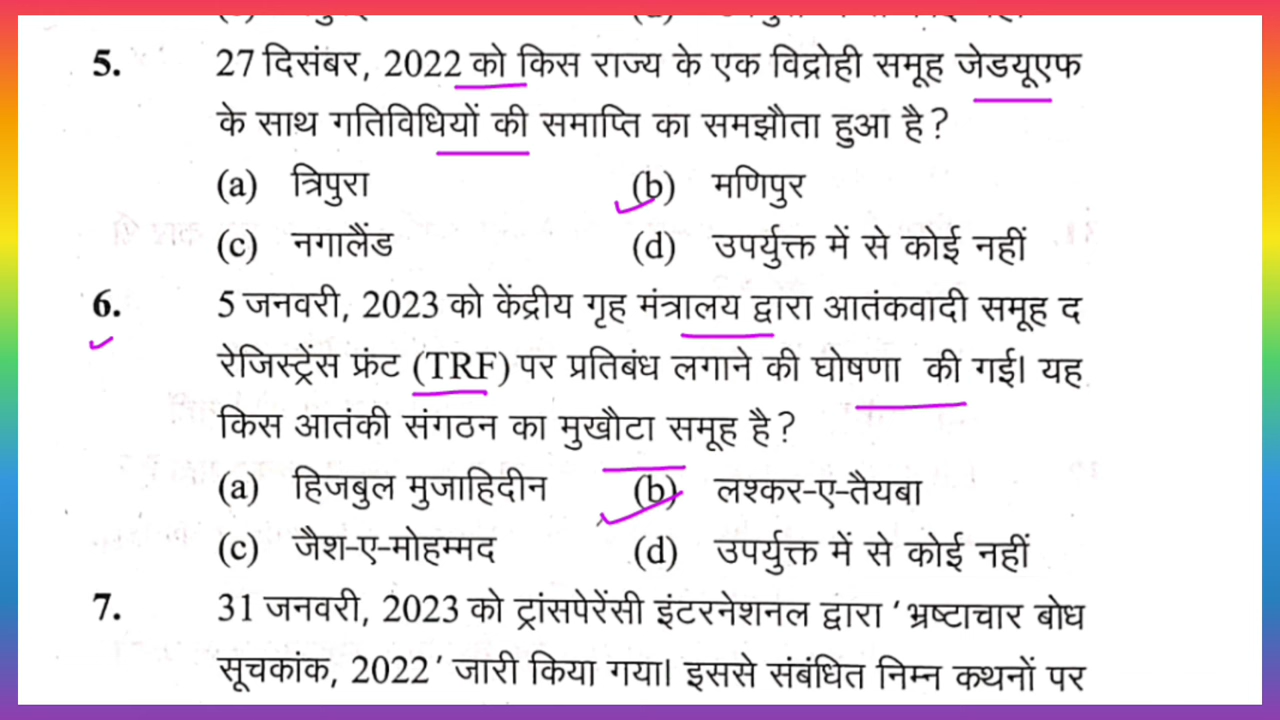 5. 27 दिसंबर, 2022 को किस राज्य के एक विद्रोही समूह जेडयूएफ
के साथ गतिविधियों की समाप्ति का समझौता हुआ है?
(a) त्रिपुरा (b) मणिपुर
(c) नगालैंड (d) उपर्युक्त में से कोई नहीं
6. 5 जनवरी, 2023 को केंद्रीय गृह मंत्रालय द्वारा आतंकवादी समूह द
रेजिस्ट्रेंस फ्रंट (TRF) पर प्रतिबंध लगाने की घोषणा की गई। यह
किस आतंकी संगठन का मुखौटा समूह है?
(a) हिजबुल मुजाहिदीन (b) लश्कर-ए-तैयबा
(c) जैश-ए-मोहम्मद (d) उपर्युक्त में से कोई नहीं
7. 31 जनवरी, 2023 को ट्रांसपेरेंसी इंटरनेशनल द्वारा ‘भ्रष्टाचार बोध
सूचकांक, 2022’ जारी किया गया। इससे संबंधित निम्न कथनों पर